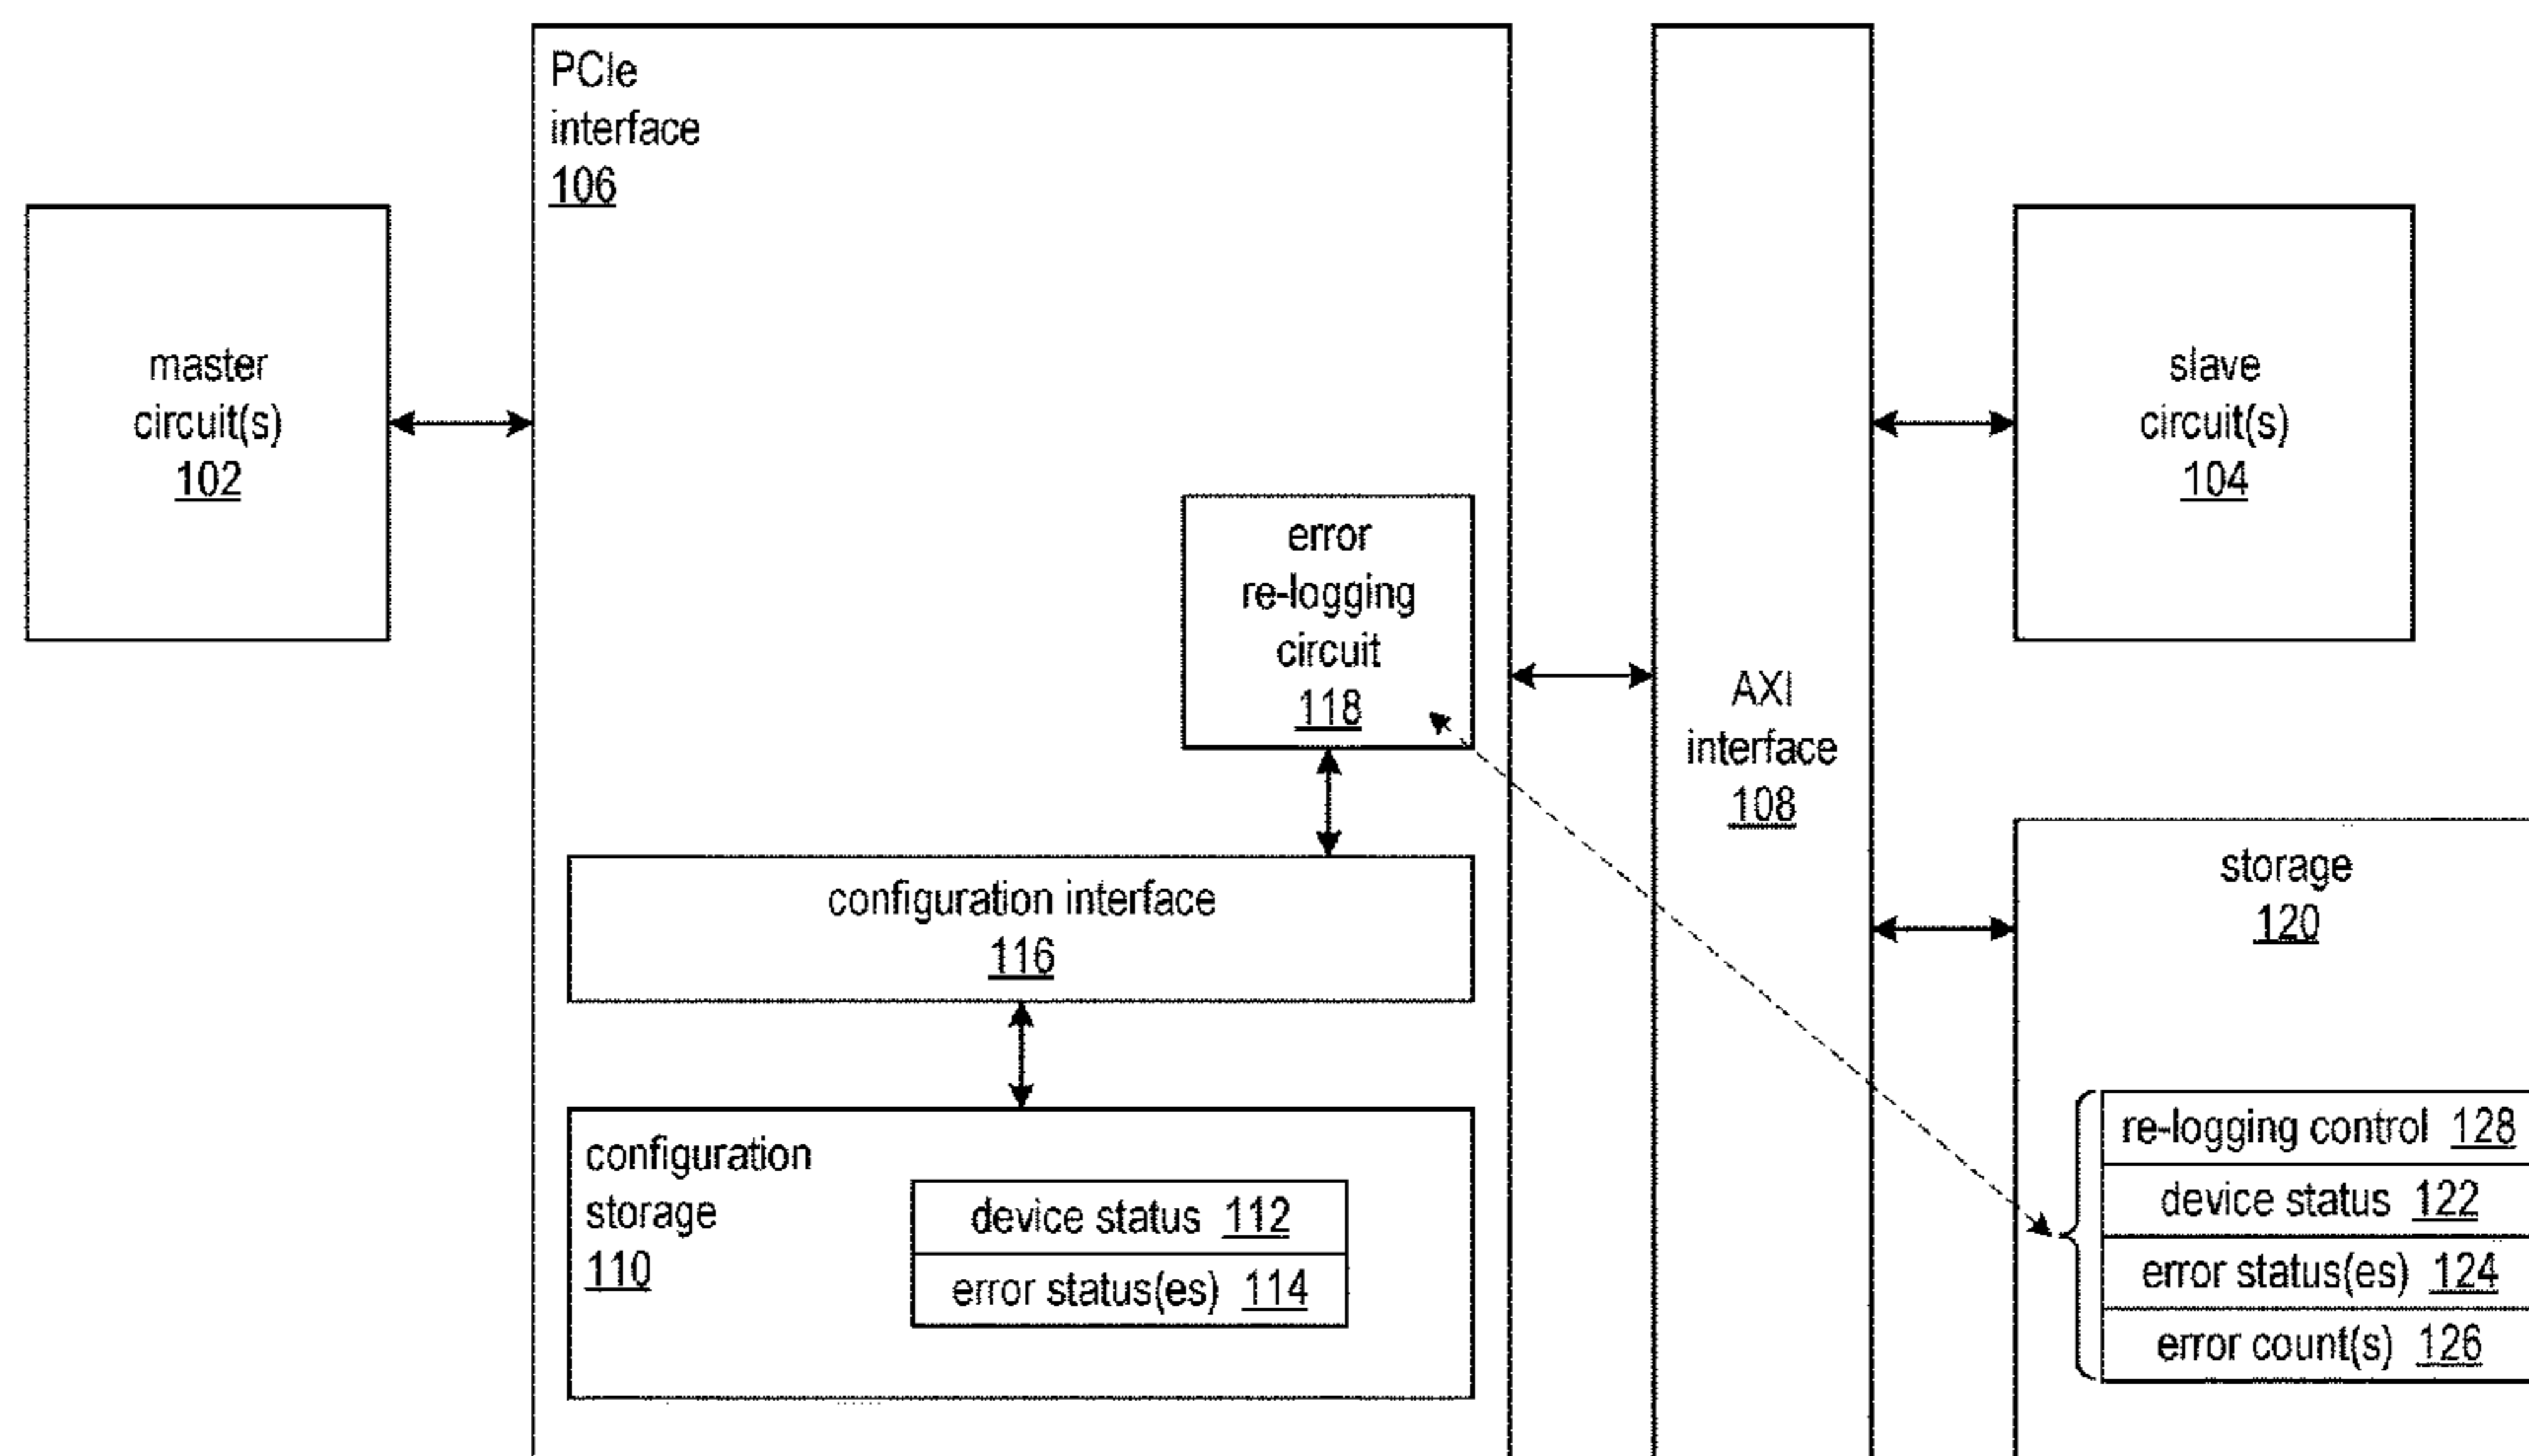 PCIe
interface
106
master
circuit(s)
102
error
re-logging
circuit
118
configuration interface
116
configuration
storage
110
device status 112
error status(es) 114
AXI
interface
108
slave
circuit(s)
104
storage
120
re-logging control 128
device status 122
error status(es) 124
error count(s) 126